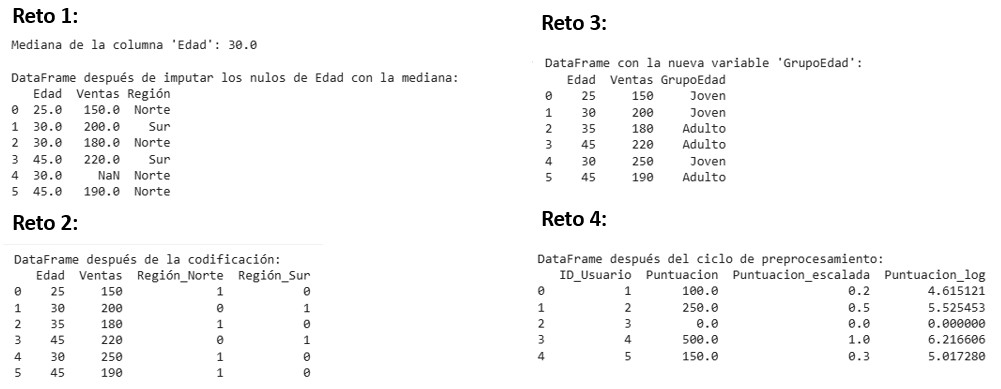 Reto 1:
Mediana de la columna 'Edad': 30.0
DataFrame después de imputar los nulos de Edad con la mediana:
Edad Ventas Región
0 25.0 150.0 Norte
1 30.0 200.0 Sur
2 30.0 180.0 Norte
3 45.0 220.0 Sur
4 30.0 NaN Norte
5 45.0 190.0 Norte
Reto 2:
DataFrame después de la codificación:
Edad Ventas Región_Norte Región_Sur
0 25 150 1 0
1 30 200 0 1
2 35 180 1 0
3 45 220 0 1
4 30 250 1 0
5 45 190 1 0
Reto 3:
DataFrame con la nueva variable 'GrupoEdad':
Edad Ventas GrupoEdad
0 25 150 Joven
1 30 200 Joven
2 35 180 Adulto
3 45 220 Adulto
4 30 250 Joven
5 45 190 Adulto
Reto 4:
DataFrame después del ciclo de preprocesamiento:
ID_Usuario Puntuacion Puntuacion_escalada Puntuacion_log
0 1 100.0 0.2 4.615121
1 2 250.0 0.5 5.525453
2 3 0.0 0.0 0.000000
3 4 500.0 1.0 6.216606
4 5 150.0 0.3 5.017280